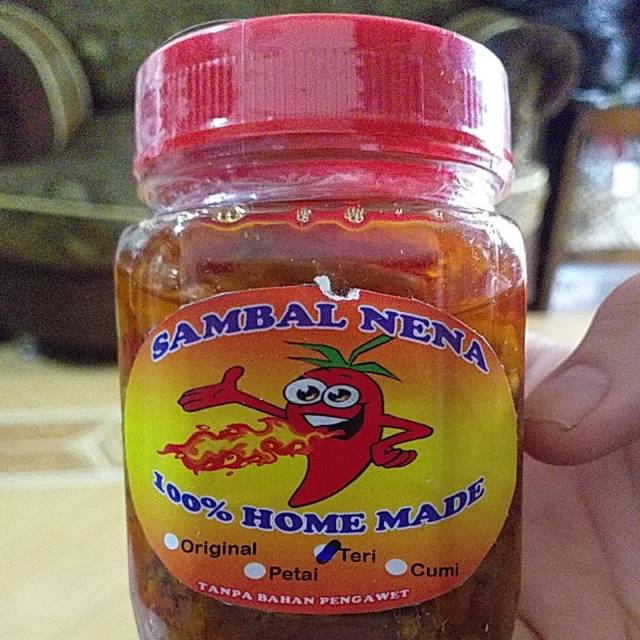 SAMBAL NENA
100% HOME MADE
Original
Teri
Petai
Cumi
TANPA BAHAN PENGAWET